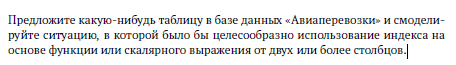 Предложите какую-нибудь таблицу в базе данных «Авиаперевозки» и смодели-
руйте ситуацию, в которой было бы целесообразно использование индекса на
основе функции или скалярного выражения от двух или более столбцов.